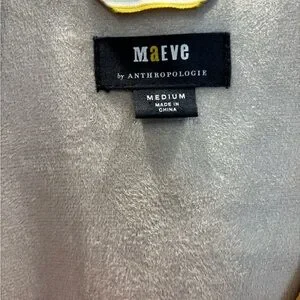 MaEVE
by ANTHROPOLOGIE
MEDIUM
MADE IN
CHINA